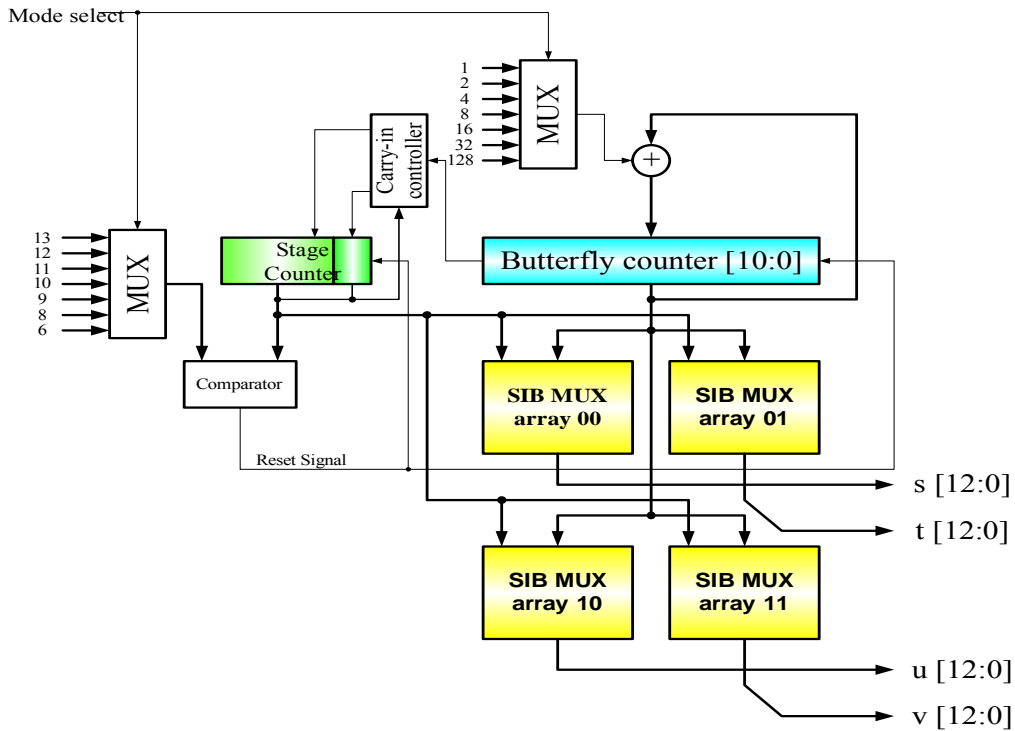 Mode select
1
2
4
8
16
32
128
MUX
+
Carry-in
controller
13
12
11
10
9
8
6
MUX
Stage
Counter
Butterfly counter [10:0]
Comparator
SIB MUX
array 00
SIB MUX
array 01
Reset Signal
s [12:0]
t [12:0]
SIB MUX
array 10
SIB MUX
array 11
u [12:0]
v [12:0]